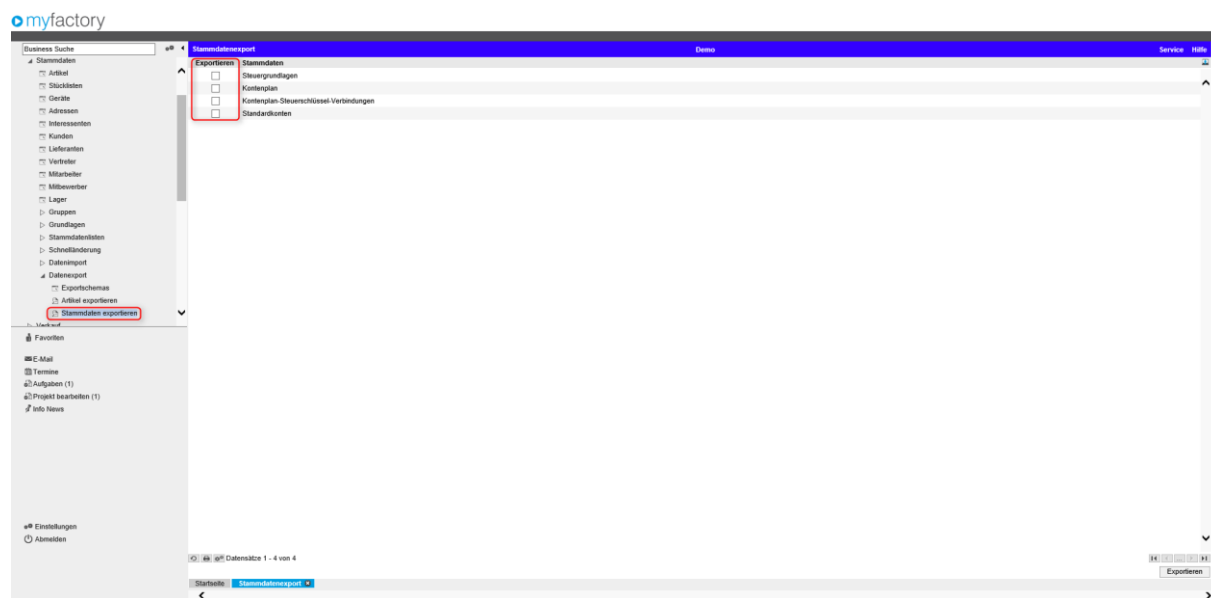 myfactory
Business Suche
Stammdatenexport
Demo
Service Hilfe
Stammdaten
Artikel
Stücklisten
Geräte
Adressen
Interessenten
Kunden
Lieferanten
Vertreter
Mitarbeiter
Mitbewerber
Lager
Gruppen
Grundlagen
Stammdatenlisten
Schnelländerung
Datenimport
Datenexport
Exportschemas
Artikel exportieren
Stammdaten exportieren
Verkauf
Favoriten
E-Mail
Termine
Aufgaben (1)
Projekt bearbeiten (1)
Info News
Einstellungen
Abmelden
Exportieren Stammdaten
Steuergrundlagen
Kontenplan
Kontenplan-Steuerschlüssel-Verbindungen
Standardkonten
Datensätze 1 - 4 von 4
Exportieren
Startseite Stammdatenexport